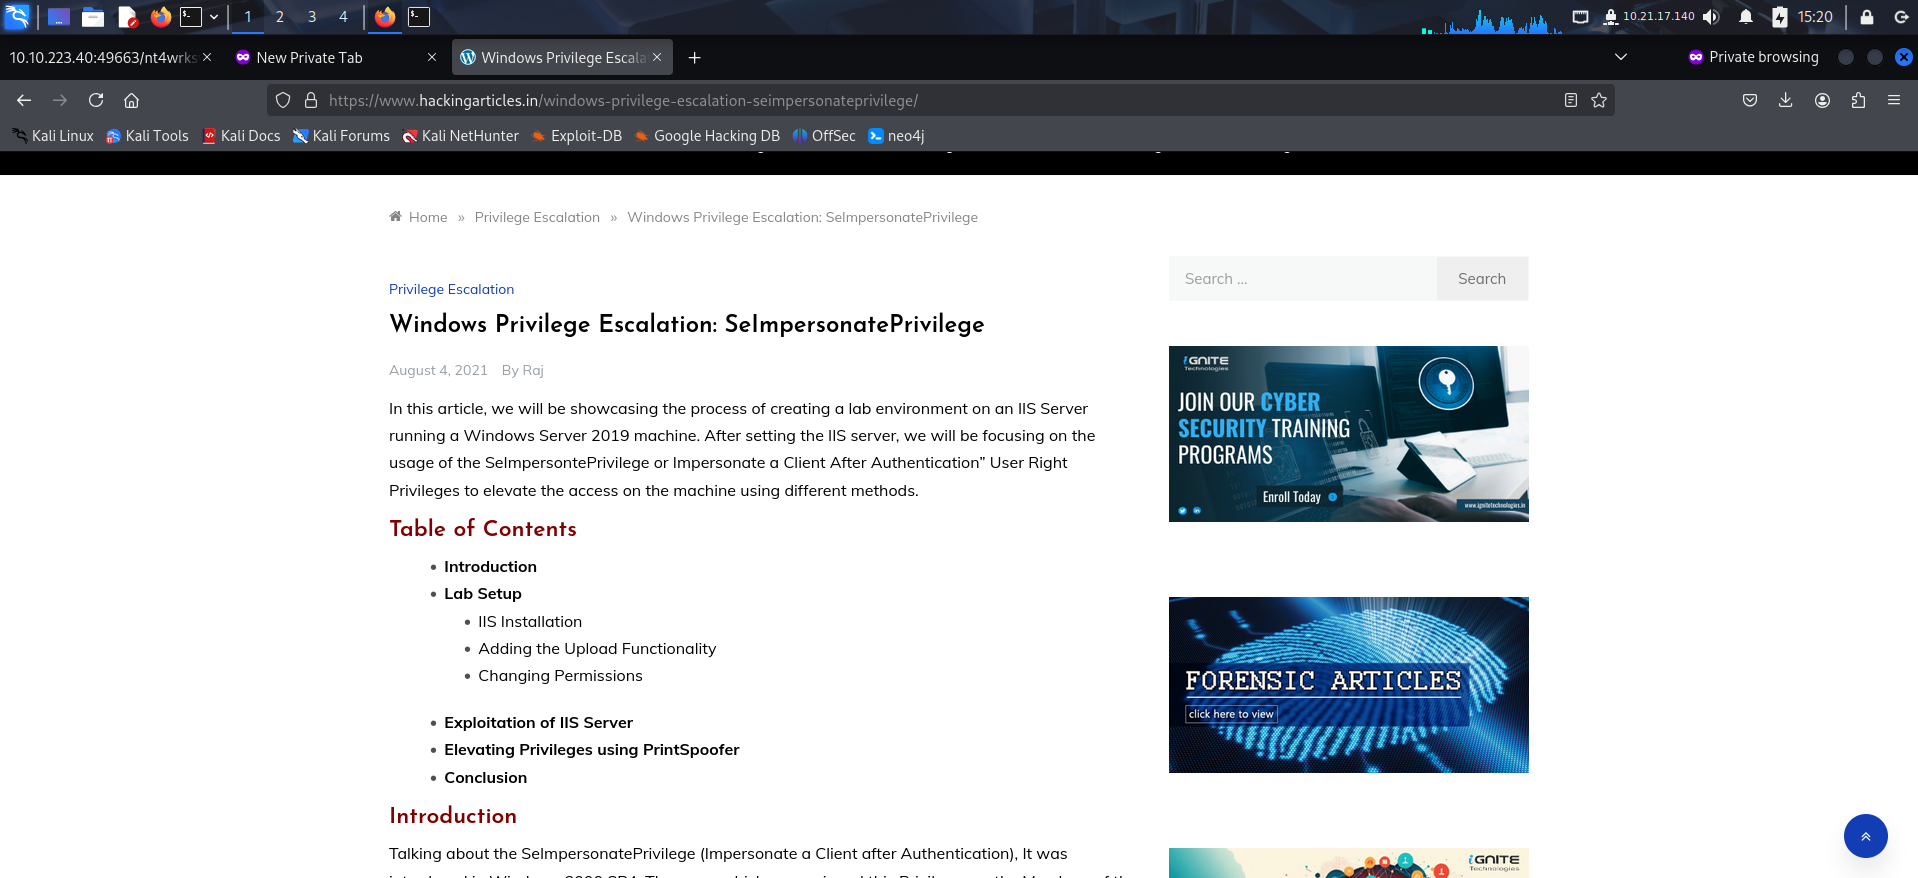 1 2 3 4 10.21.17.140 15:20
10.10.223.40:49663/nt4wrks New Private Tab Windows Privilege Escala Private browsing
https://www.hackingarticles.in/windows-privilege-escalation-seimpersonateprivilege/
Kali Linux Kali Tools Kali Docs Kali Forums Kali NetHunter Exploit-DB Google Hacking DB OffSec neo4j
Home » Privilege Escalation » Windows Privilege Escalation: SeImpersonatePrivilege
Privilege Escalation
Windows Privilege Escalation: SeImpersonatePrivilege
August 4, 2021 By Raj
In this article, we will be showcasing the process of creating a lab environment on an IIS Server
running a Windows Server 2019 machine. After setting the IIS server, we will be focusing on the
usage of the SeImpersontePrivilege or Impersonate a Client After Authentication” User Right
Privileges to elevate the access on the machine using different methods.
Table of Contents
Introduction
Lab Setup
IIS Installation
Adding the Upload Functionality
Changing Permissions
Exploitation of IIS Server
Elevating Privileges using PrintSpoofer
Conclusion
Introduction
Talking about the SeImpersonatePrivilege (Impersonate a Client after Authentication), It was
Search ...
Search
IGNITE
Technologies
JOIN OUR CYBER
SECURITY TRAINING
PROGRAMS
Enroll Today
www.ignitetechnologies.in
FORENSIC ARTICLES
click here to view
IGNITE
Technologies